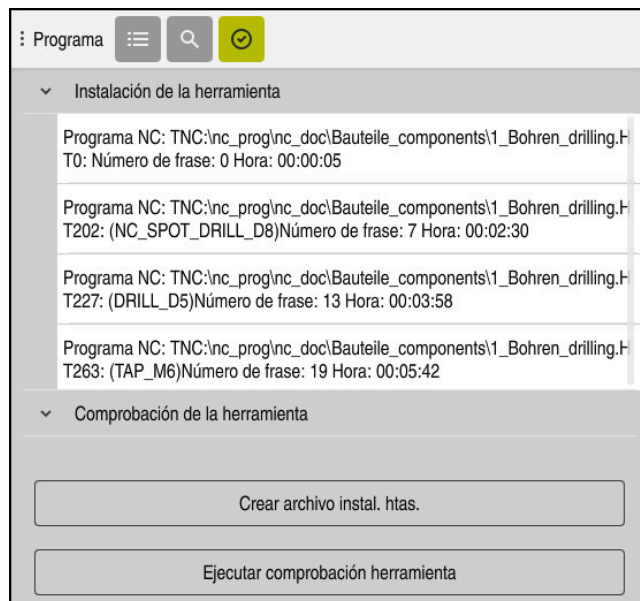 Programa
Instalación de la herramienta
Programa NC: TNC:\nc_prog\nc_doc\Bauteile_components\1_Bohren_drilling.H
T0: Número de frase: 0 Hora: 00:00:05
Programa NC: TNC:\nc_prog\nc_doc\Bauteile_components\1_Bohren_drilling.H
T202: (NC_SPOT_DRILL_D8)Número de frase: 7 Hora: 00:02:30
Programa NC: TNC:\nc_prog\nc_doc\Bauteile_components\1_Bohren_drilling.H
T227: (DRILL_D5)Número de frase: 13 Hora: 00:03:58
Programa NC: TNC:\nc_prog\nc_doc\Bauteile_components\1_Bohren_drilling.H
T263: (TAP_M6)Número de frase: 19 Hora: 00:05:42
Comprobación de la herramienta
Crear archivo instal. htas.
Ejecutar comprobación herramienta